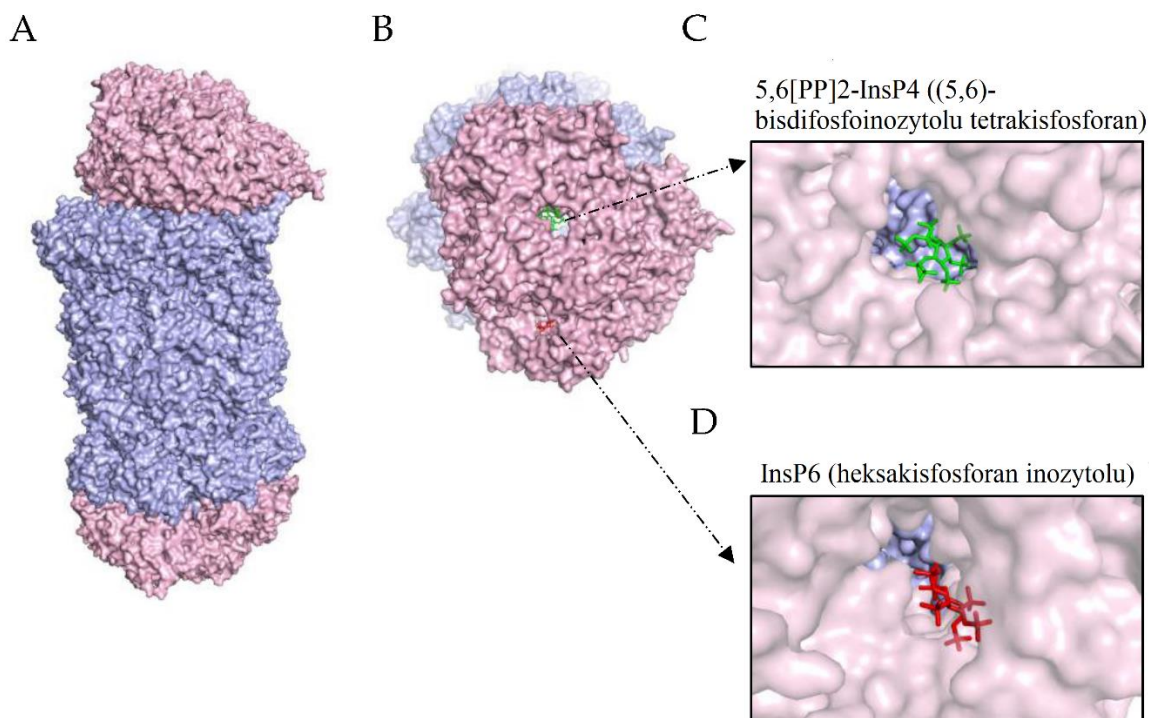 A
B
C
5,6[PP]2-InsP4 ((5,6)-
bisdifosfoinozytolu tetrakisfosforan)
D
InsP6 (heksakisfosforan inozytolu)